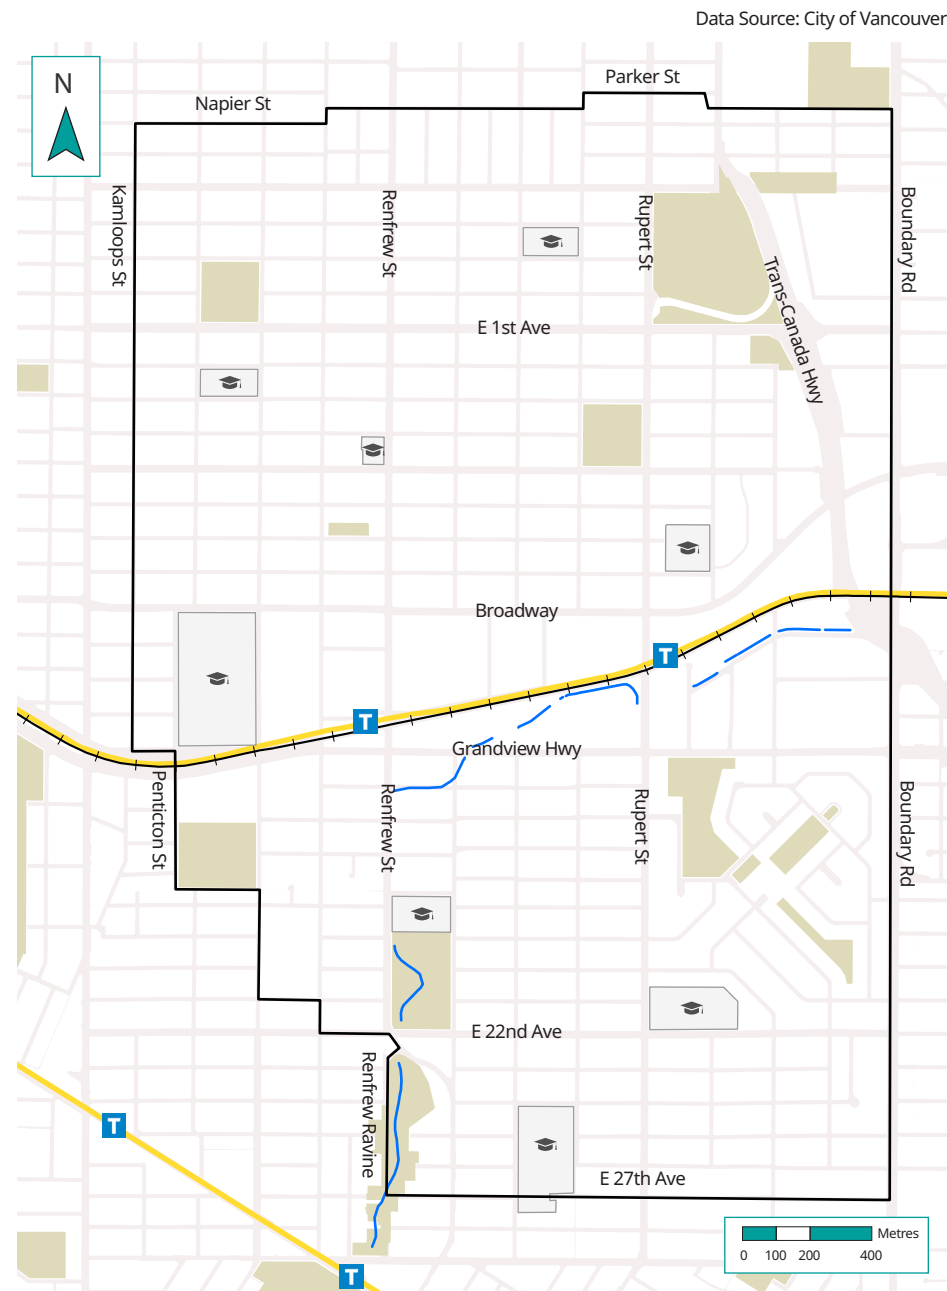 Data Source: City of Vancouver
N
Parker St
Napier St
Kamloops St
Renfrew St
Rupert St
Boundary Rd
Trans-Canada Hwy
E 1st Ave
Broadway
T
T
Grandview Hwy
Penticton St
Renfrew St
Rupert St
Boundary Rd
E 22nd Ave
Renfrew Ravine
T
E 27th Ave
Metres
0 100 200 400
T